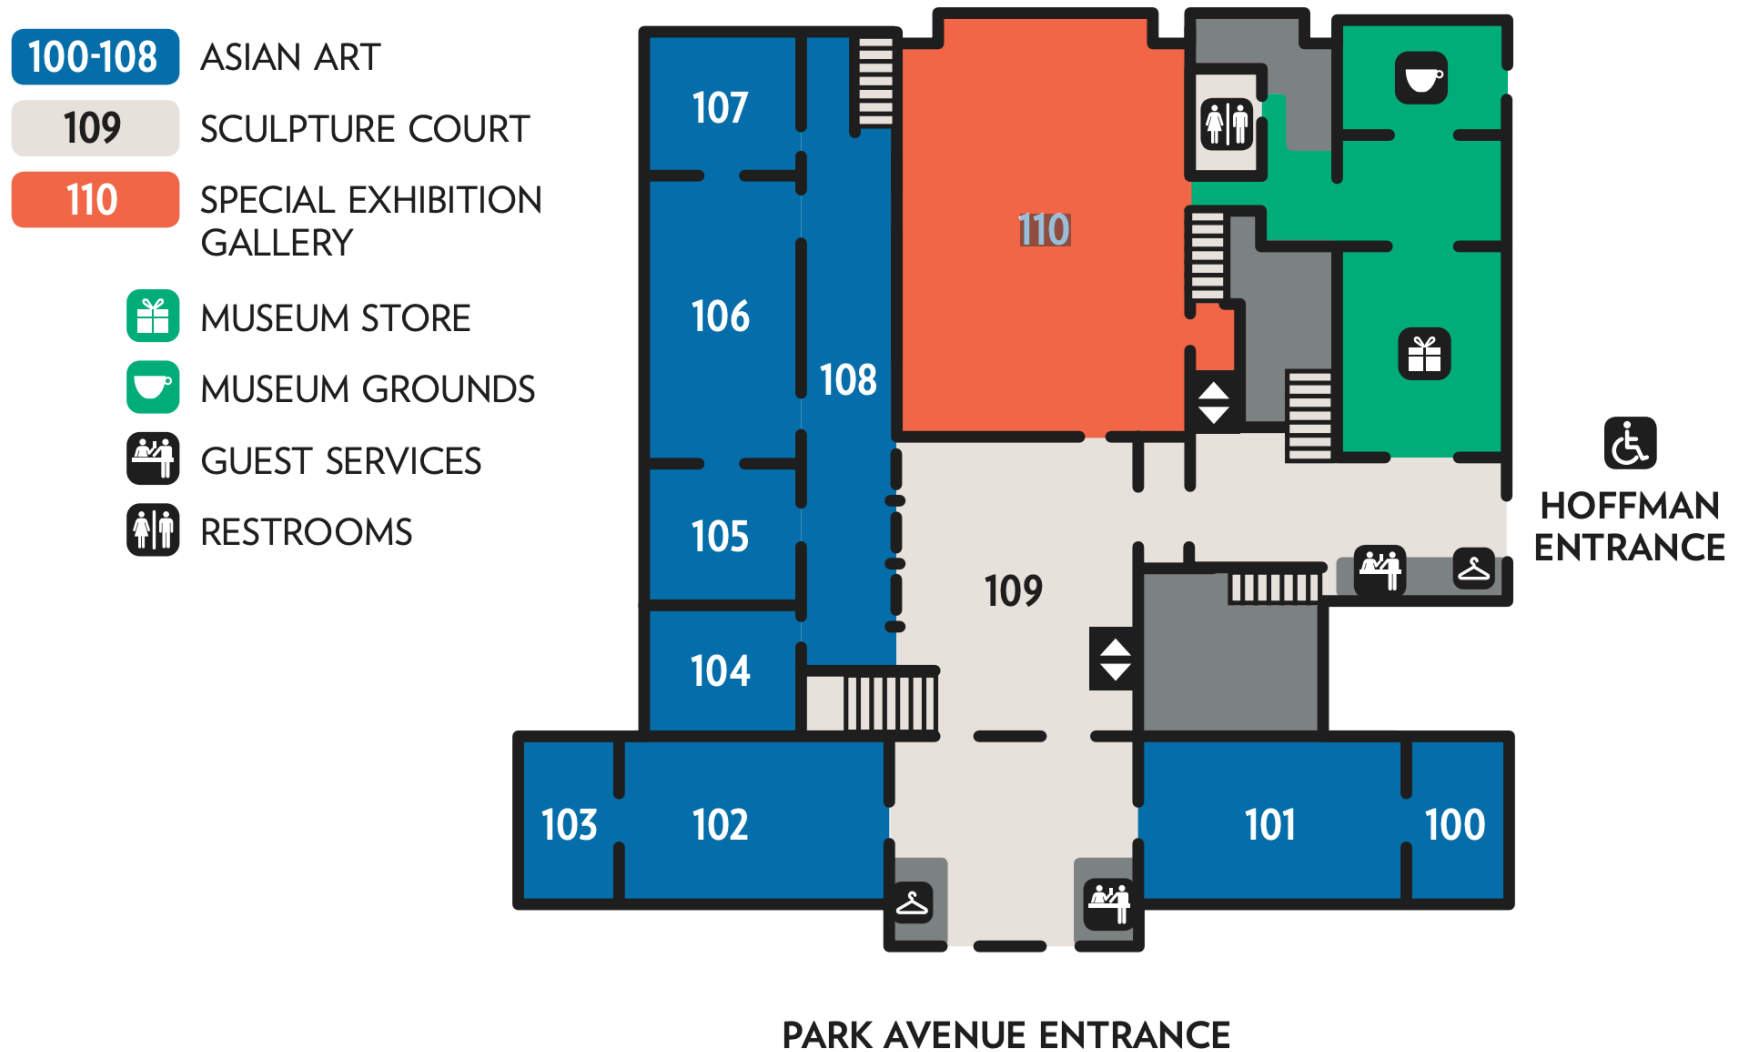 100-108 ASIAN ART
109 SCULPTURE COURT
110 SPECIAL EXHIBITION
GALLERY
MUSEUM STORE
MUSEUM GROUNDS
GUEST SERVICES
RESTROOMS
107
110
106
108
105
109
104
103
102
101
100
HOFFMAN
ENTRANCE
PARK AVENUE ENTRANCE